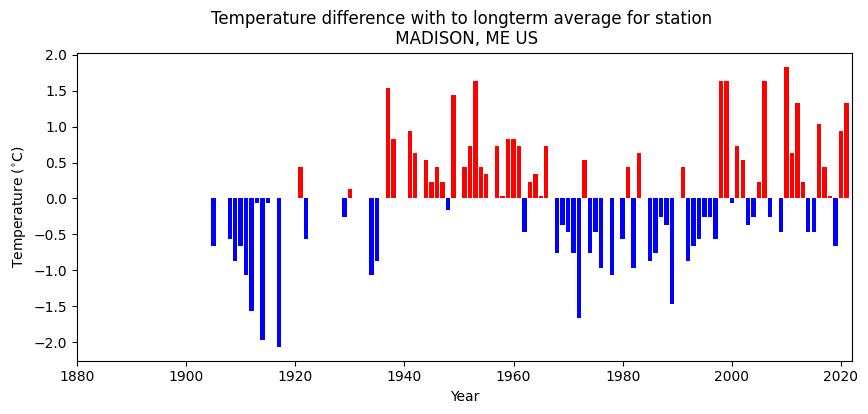 Temperature difference with to longterm average for station
MADISON, ME US
2.0
1.5
1.0
0.5
0.0
−0.5
−1.0
−1.5
−2.0
Temperature (°C)
1880 1900 1920 1940 1960 1980 2000 2020
Year